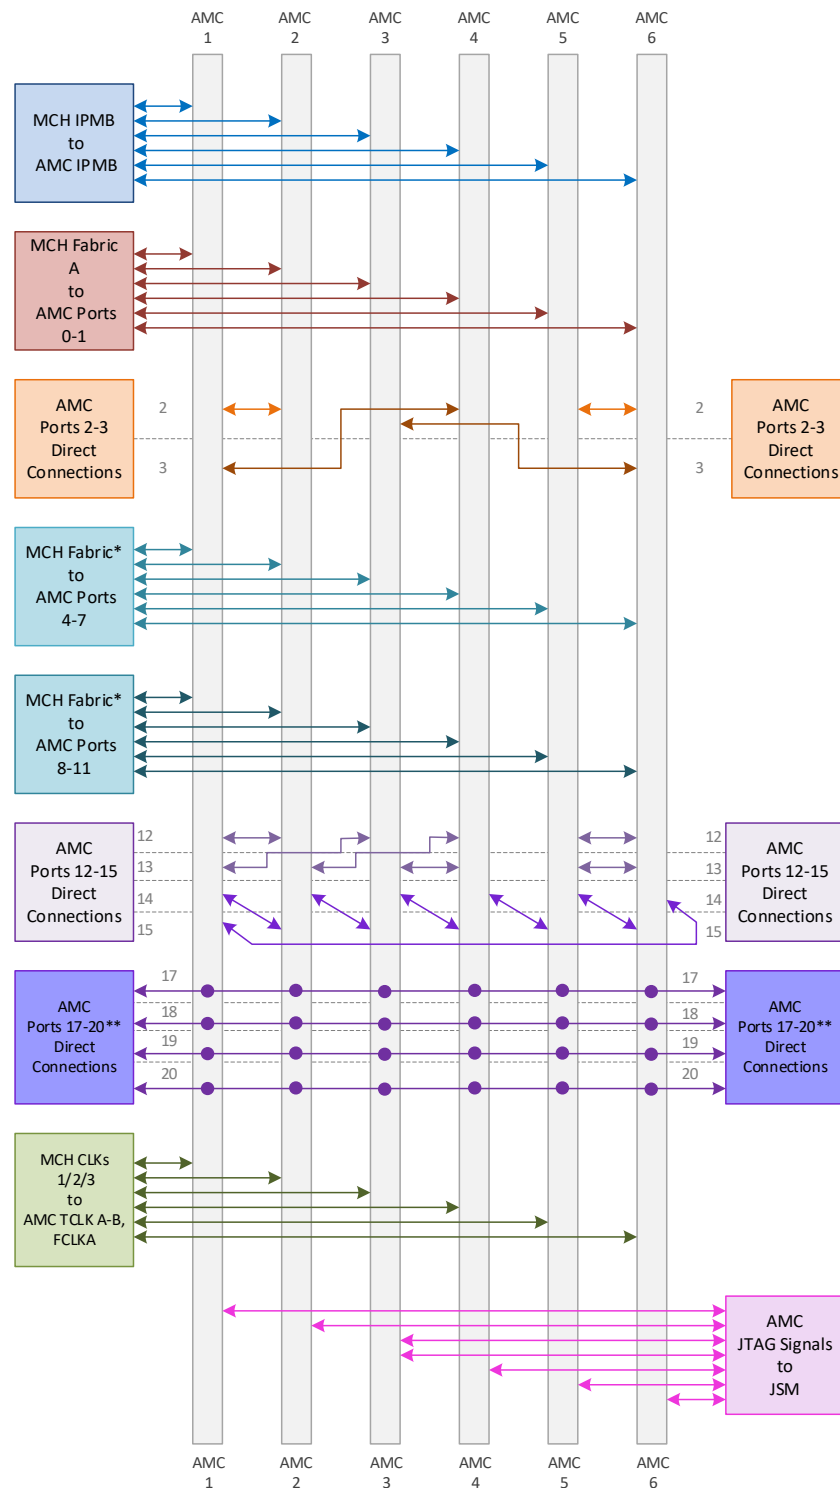 AMC AMC AMC AMC AMC AMC
1 2 3 4 5 6
MCH IPMB
to
AMC IPMB
MCH Fabric
A
to
AMC Ports
0-1
AMC
Ports 2-3
Direct
Connections
2
3
2
3
AMC
Ports 2-3
Direct
Connections
MCH Fabric*
to
AMC Ports
4-7
MCH Fabric*
to
AMC Ports
8-11
AMC
Ports 12-15
Direct
Connections
12
13
14
15
12
13
14
15
AMC
Ports 12-15
Direct
Connections
AMC
Ports 17-20**
Direct
Connections
17
18
19
20
17
18
19
20
AMC
Ports 17-20**
Direct
Connections
MCH CLKs
1/2/3
to
AMC TCLK A-B,
FCLKA
AMC
JTAG Signals
to
JSM
AMC AMC AMC AMC AMC AMC
1 2 3 4 5 6